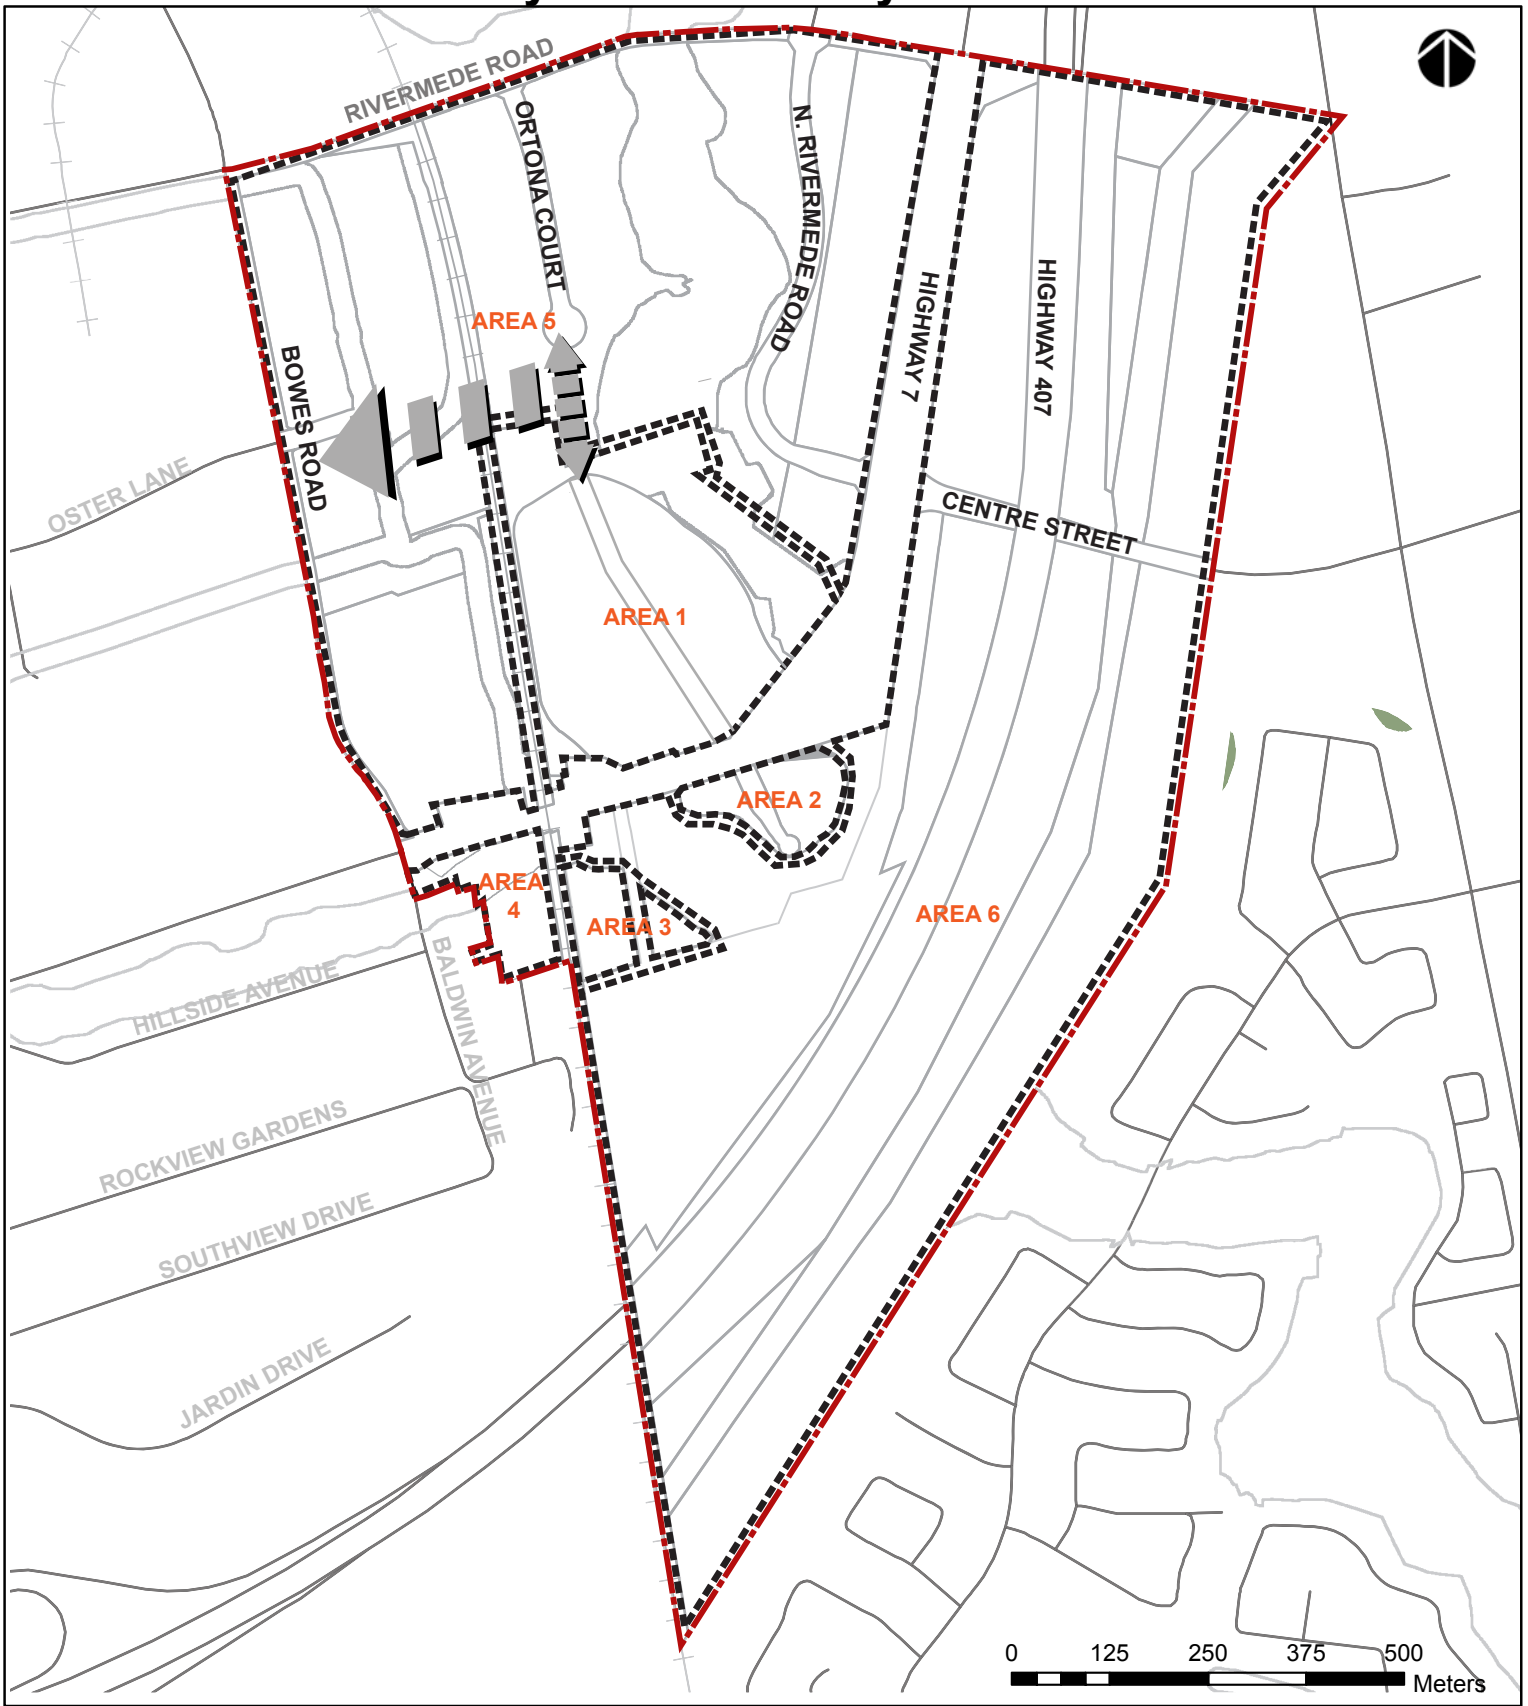 RIVERMEDE ROAD
ORTONA COURT
N. RIVERMEDE ROAD
HIGHWAY 7
HIGHWAY 407
AREA 5
BOWES ROAD
OSTER LANE
CENTRE STREET
AREA 1
AREA 2
AREA
4
AREA 3
AREA 6
BALDWIN AVENUE
HILLSIDE AVENUE
ROCKVIEW GARDENS
SOUTHVIEW DRIVE
JARDIN DRIVE
0 125 250 375 500
Meters